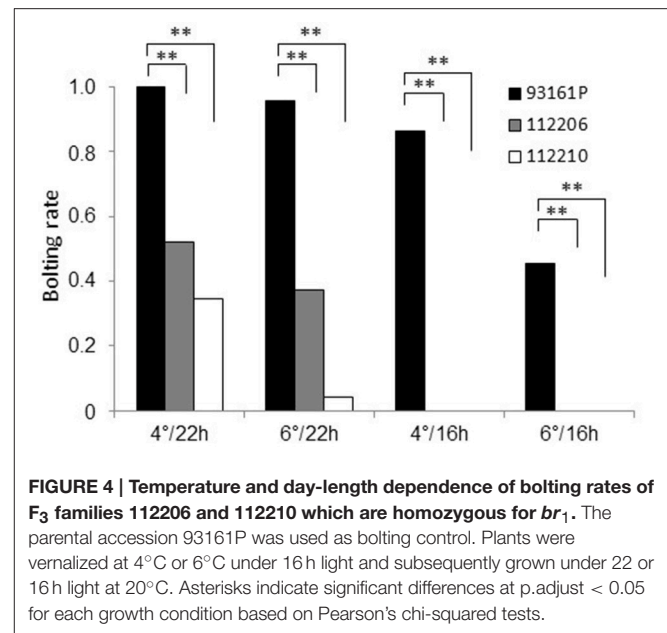 ** ** ** **
** ** ** **
1.0
0.8
0.6
0.4
0.2
0
Bolting rate
93161P
112206
112210
4°/22h 6°/22h 4°/16h 6°/16h
FIGURE 4 | Temperature and day-length dependence of bolting rates of
F₃ families 112206 and 112210 which are homozygous for br₁. The
parental accession 93161P was used as bolting control. Plants were
vernalized at 4°C or 6°C under 16 h light and subsequently grown under 22 or
16 h light at 20°C. Asterisks indicate significant differences at p.adjust < 0.05
for each growth condition based on Pearson’s chi-squared tests.